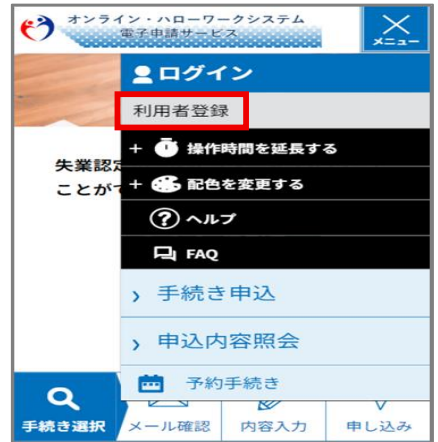 オンライン・ハローワークシステム
電子申請サービス
メニュー
ログイン
利用者登録
+ 操作時間を延長する
失業認定
+ 配色を変更する
ことがで
? ヘルプ
FAQ
› 手続き申込
› 申込内容照会
予約手続き
手続き選択
メール確認
内容入力
申し込み